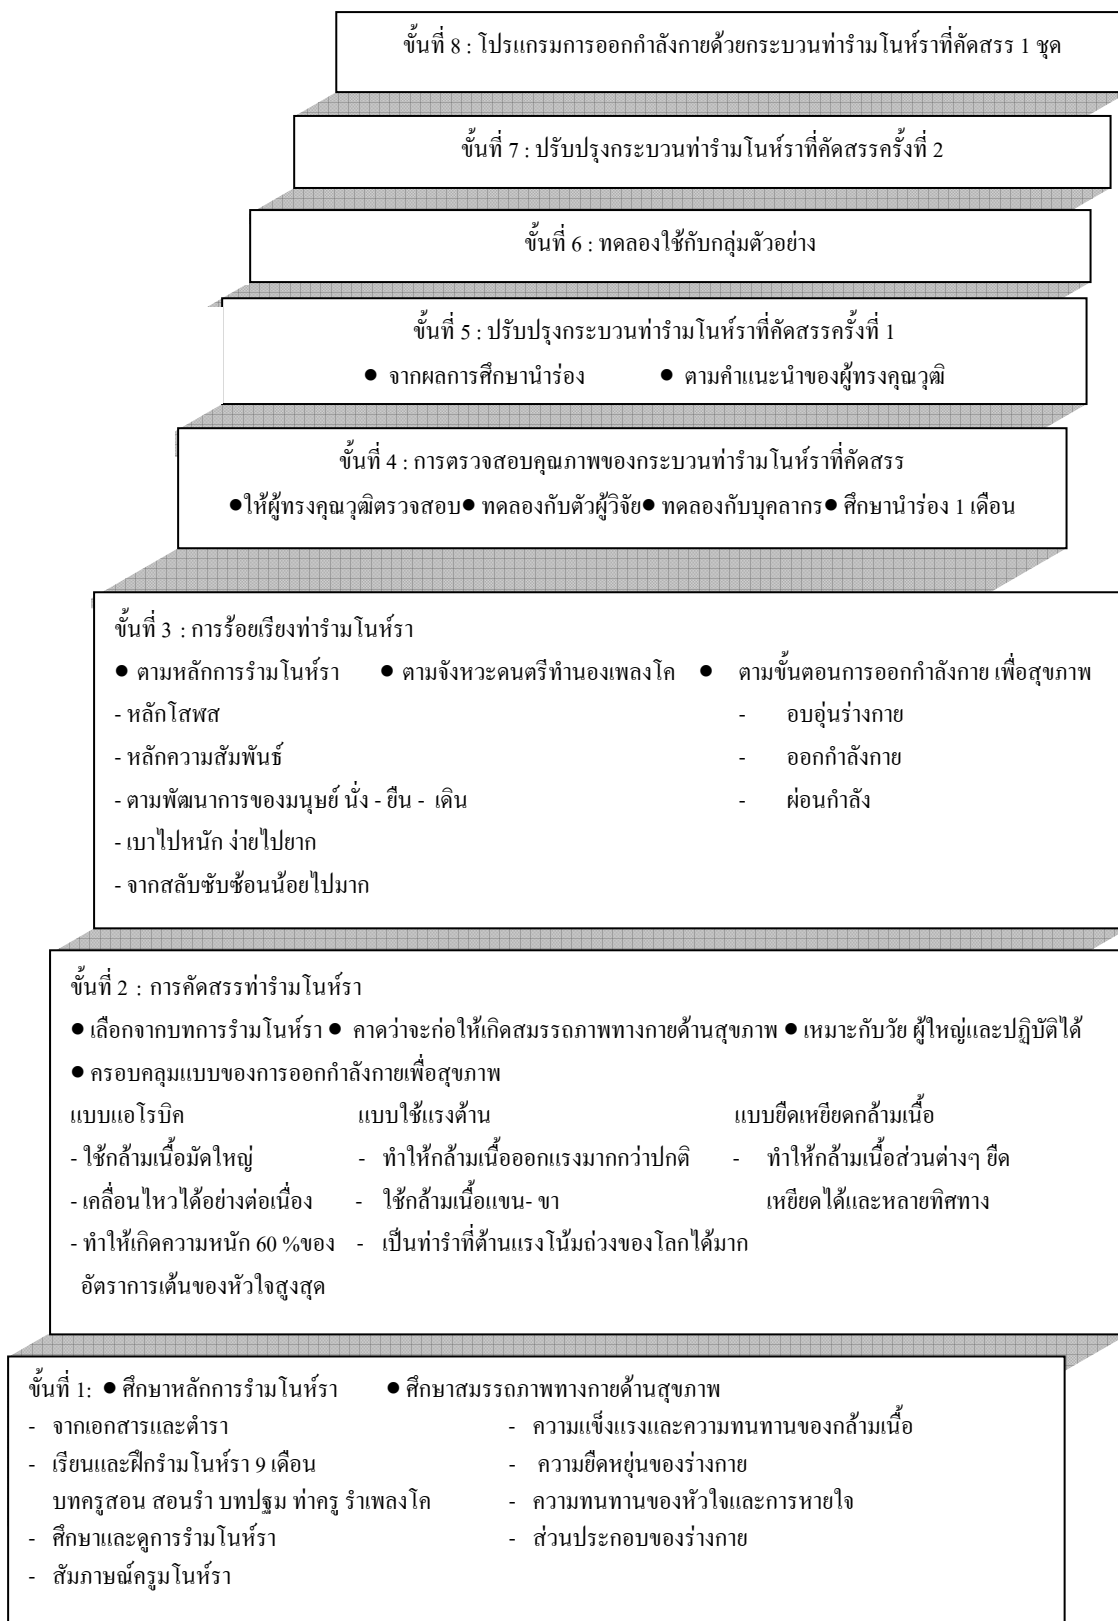 ขั้นที่ 8 : โปรแกรมการออกกำลังกายด้วยกระบวนท่ารำมโนห์ราที่คัดสรร 1 ชุด
ขั้นที่ 7 : ปรับปรุงกระบวนท่ารำมโนห์ราที่คัดสรรครั้งที่ 2
ขั้นที่ 6 : ทดลองใช้กับกลุ่มตัวอย่าง
ขั้นที่ 5 : ปรับปรุงกระบวนท่ารำมโนห์ราที่คัดสรรครั้งที่ 1
● จากผลการศึกษานำร่อง ● ตามคำแนะนำของผู้ทรงคุณวุฒิ
ขั้นที่ 4 : การตรวจสอบคุณภาพของกระบวนท่ารำมโนห์ราที่คัดสรร
●ให้ผู้ทรงคุณวุฒิตรวจสอบ● ทดลองกับตัวผู้วิจัย● ทดลองกับบุคลากร● ศึกษานำร่อง 1 เดือน
ขั้นที่ 3 : การร้อยเรียงท่ารำมโนห์รา
● ตามหลักการรำมโนห์รา ● ตามจังหวะดนตรีทำนองเพลงโค ● ตามขั้นตอนการออกกำลังกาย เพื่อสุขภาพ
- หลักโสฬส - อบอุ่นร่างกาย
- หลักความสัมพันธ์ - ออกกำลังกาย
- ตามพัฒนาการของมนุษย์ นั่ง - ยืน - เดิน - ผ่อนกำลัง
- เบาไปหนัก ง่ายไปยาก
- จากสลับซับซ้อนน้อยไปมาก
ขั้นที่ 2 : การคัดสรรท่ารำมโนห์รา
● เลือกจากบทการรำมโนห์รา ● คาดว่าจะก่อให้เกิดสมรรถภาพทางกายด้านสุขภาพ ● เหมาะกับวัย ผู้ใหญ่และปฏิบัติได้
● ครอบคลุมแบบของการออกกำลังกายเพื่อสุขภาพ
แบบแอโรบิค แบบใช้แรงต้าน แบบยืดเหยียดกล้ามเนื้อ
- ใช้กล้ามเนื้อมัดใหญ่ - ทำให้กล้ามเนื้อออกแรงมากกว่าปกติ - ทำให้กล้ามเนื้อส่วนต่างๆ ยืด
- เคลื่อนไหวได้อย่างต่อเนื่อง - ใช้กล้ามเนื้อแขน- ขา เหยียดได้และหลายทิศทาง
- ทำให้เกิดความหนัก 60 %ของ - เป็นท่ารำที่ต้านแรงโน้มถ่วงของโลกได้มาก
อัตราการเต้นของหัวใจสูงสุด
ขั้นที่ 1: ● ศึกษาหลักการรำมโนห์รา ● ศึกษาสมรรถภาพทางกายด้านสุขภาพ
- จากเอกสารและตำรา - ความแข็งแรงและความทนทานของกล้ามเนื้อ
- เรียนและฝึกรำมโนห์รา 9 เดือน - ความยืดหยุ่นของร่างกาย
บทครูสอน สอนรำ บทปฐม ท่าครู รำเพลงโค - ความทนทานของหัวใจและการหายใจ
- ศึกษาและดูการรำมโนห์รา - ส่วนประกอบของร่างกาย
- สัมภาษณ์ครูมโนห์รา